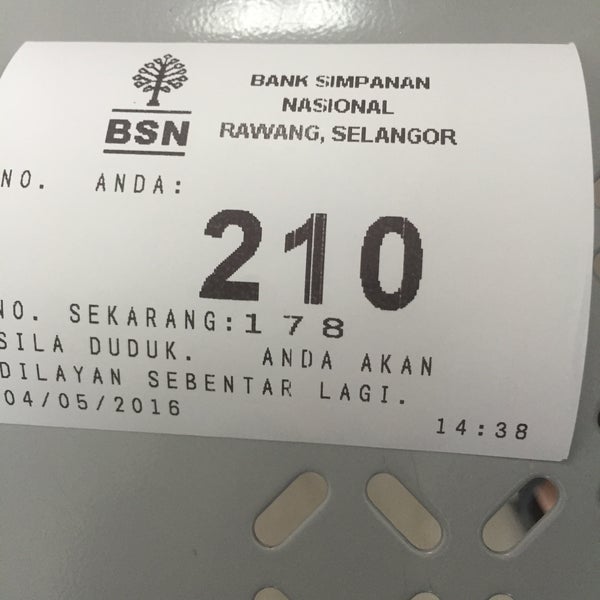 BSN
BANK SIMPANAN
NASIONAL
RAWANG, SELANGOR
NO. ANDA:
210
NO. SEKARANG:178
SILA DUDUK. ANDA AKAN
DILAYAN SEBENTAR LAGI.
04/05/2016 14:38